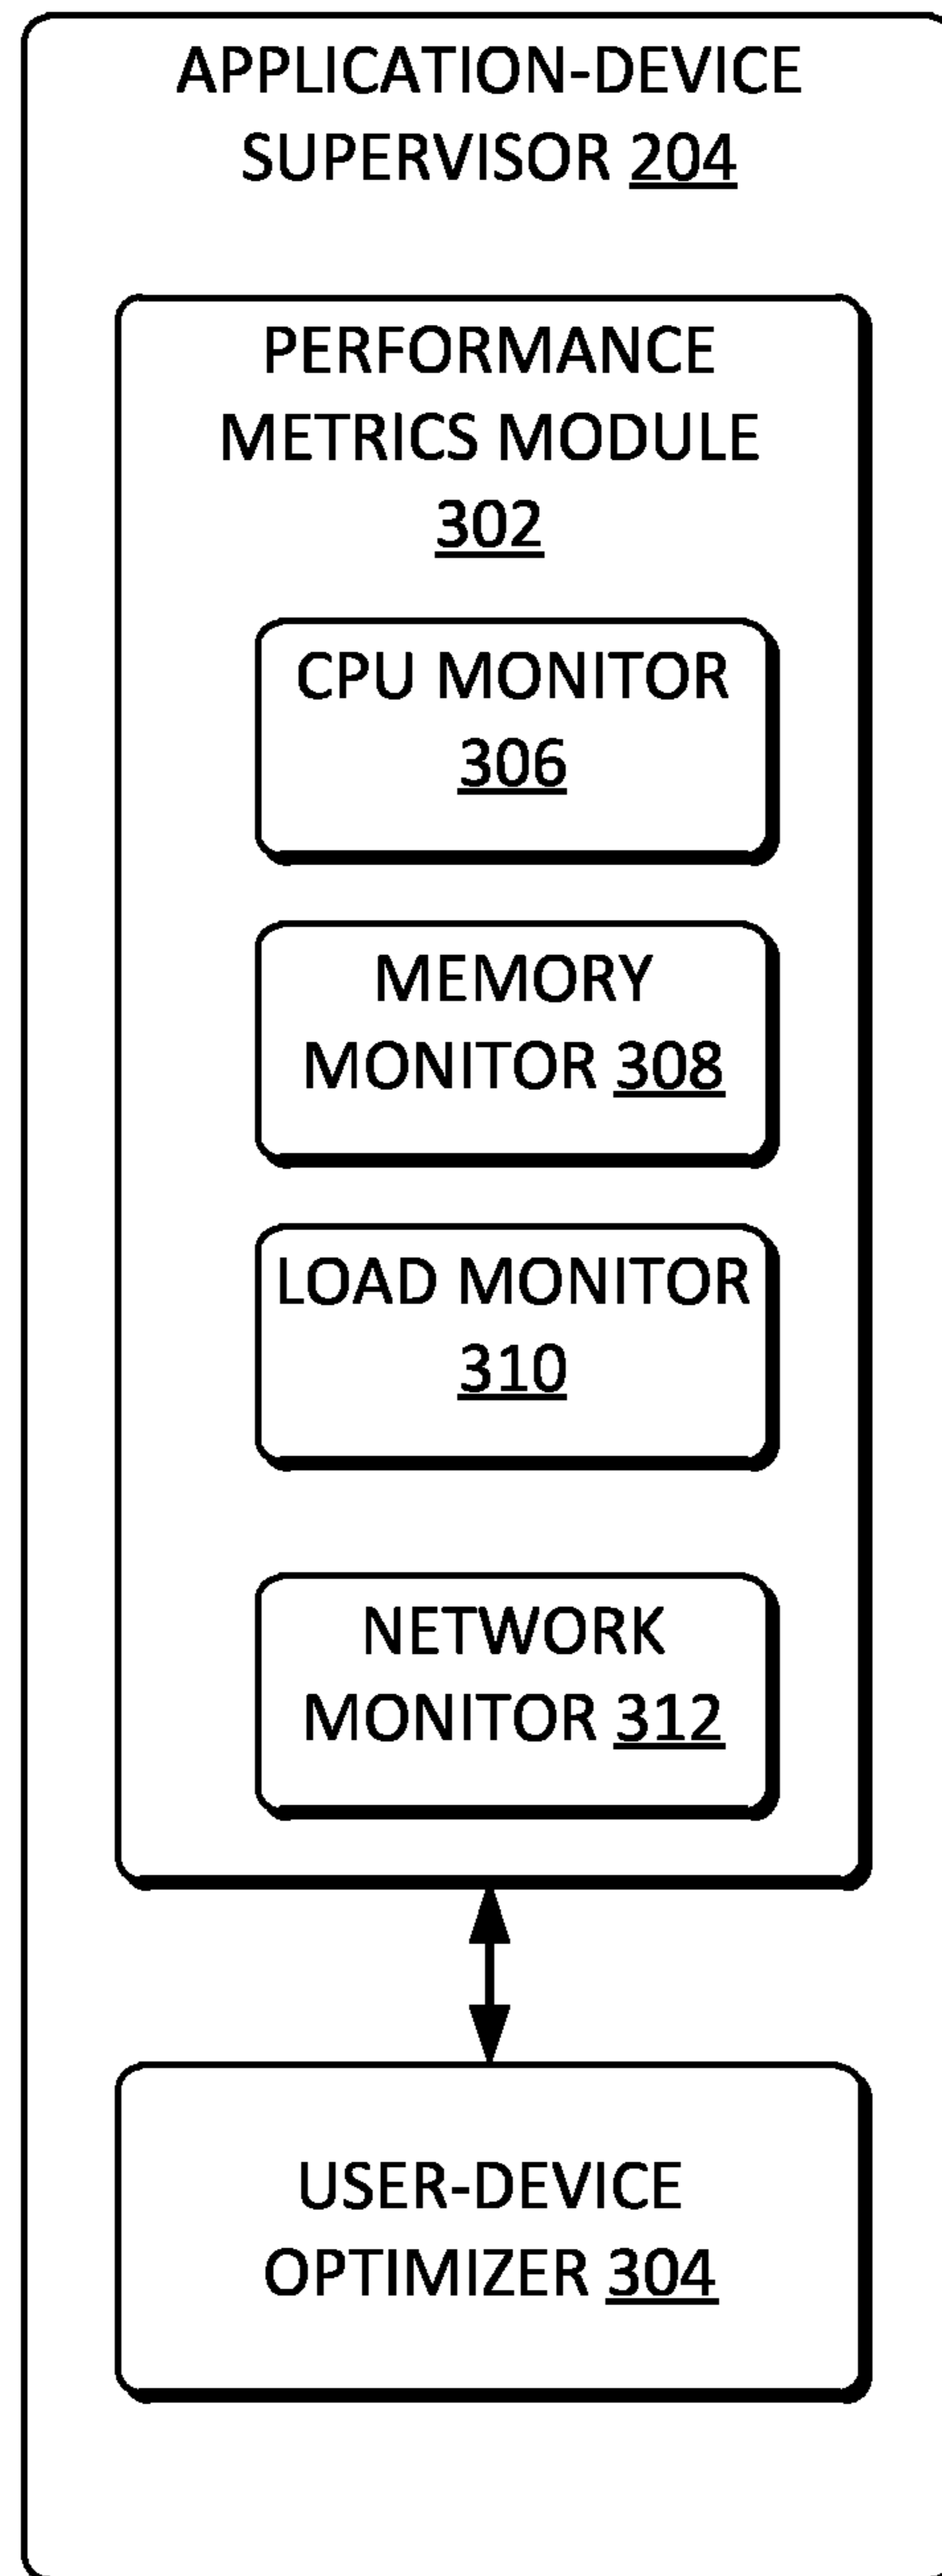 APPLICATION-DEVICE
SUPERVISOR 204
PERFORMANCE
METRICS MODULE
302
CPU MONITOR
306
MEMORY
MONITOR 308
LOAD MONITOR
310
NETWORK
MONITOR 312
USER-DEVICE
OPTIMIZER 304